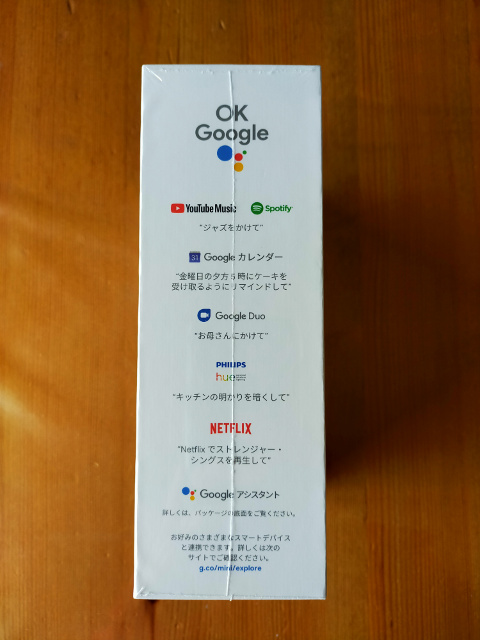 OK
Google
YouTube Music Spotify
"ジャズをかけて"
31 Google カレンダー
"金曜日の夕方 5 時にケーキを
受け取るようにリマインドして"
Google Duo
"お母さんにかけて"
PHILIPS
hue
"キッチンの明かりを暗くして"
NETFLIX
"Netflix でストレンジャー・
シングスを再生して"
Google アシスタント
詳しくは、パッケージの底面をご覧ください。
お好みのさまざまなスマートデバイス
と連携できます。詳しくは次の
サイトでご確認ください。
g.co/mini/explore